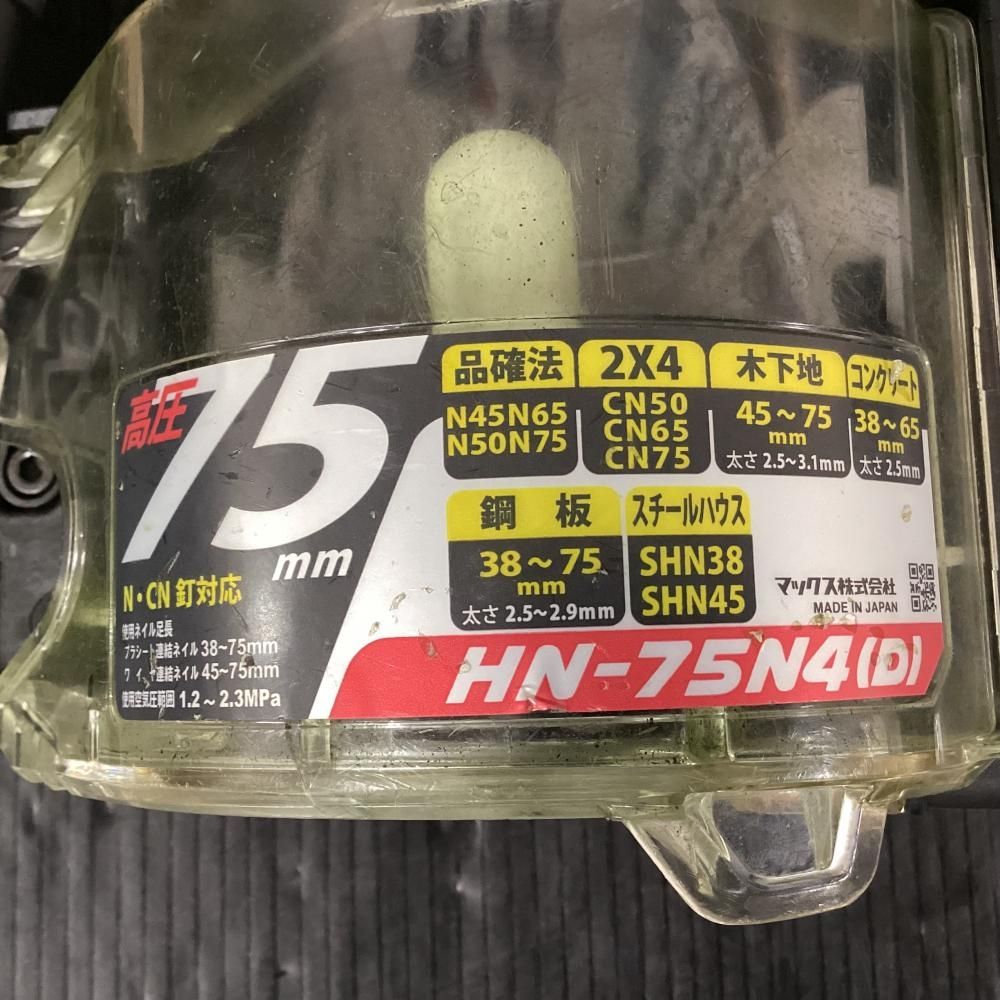 高圧
75
mm
N・CN 釘対応
使用ネイル足長
プラシート連結ネイル 38~75mm
ワイヤ連結ネイル 45~75mm
使用空気圧範囲 1.2~2.3MPa
品確法
N45N65
N50N75
2X4
CN50
CN65
CN75
木下地
45~75
mm
太さ 2.5~3.1mm
コンクリート
38~65
mm
太さ 2.5mm
鋼 板
38~75
mm
太さ 2.5~2.9mm
スチールハウス
SHN38
SHN45
マックス株式会社
MADE IN JAPAN
HN-75N4(D)